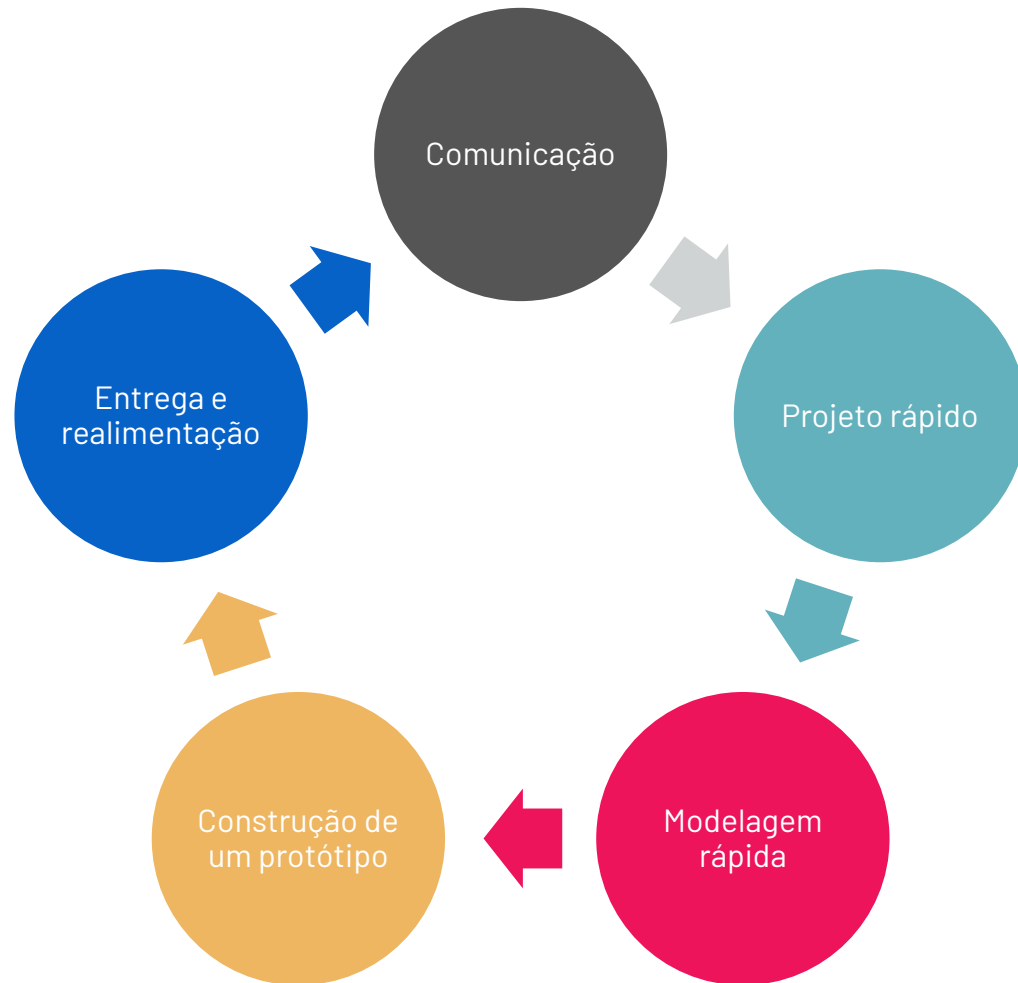 Comunicação
Projeto rápido
Modelagem
rápida
Construção de
um protótipo
Entrega e
realimentação